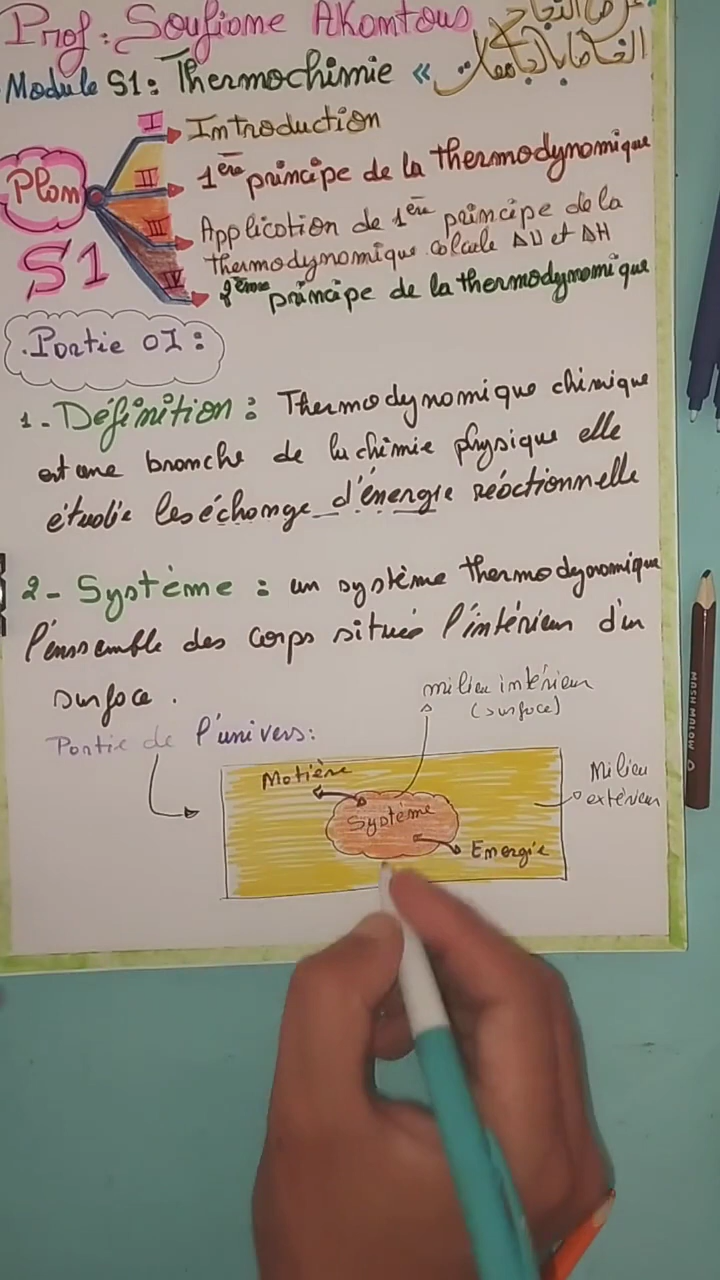 Prof: Soufiane Akamtous
Module S1: Thermochimie «
Plan
S1
I Introduction
II 1ère principe de la thermodynamique
III Application de 1ère principe de la
thermodynamique calcule ΔU et ΔH
IV 2ème principe de la thermodynamique
.Partie 01:
1- Définition: Thermodynamique chimique
est une branche de la chimie physique elle
étudie les échange d'énergie réactionnelle
2- Système: un système thermodynamique
l'ensemble des corps situés l'intérieur d'un
surface.
milieu intérieur
(surface)
Partie de l'univers:
Matière
Système
Energie
Milieu
extérieur
MOLOW HSOM